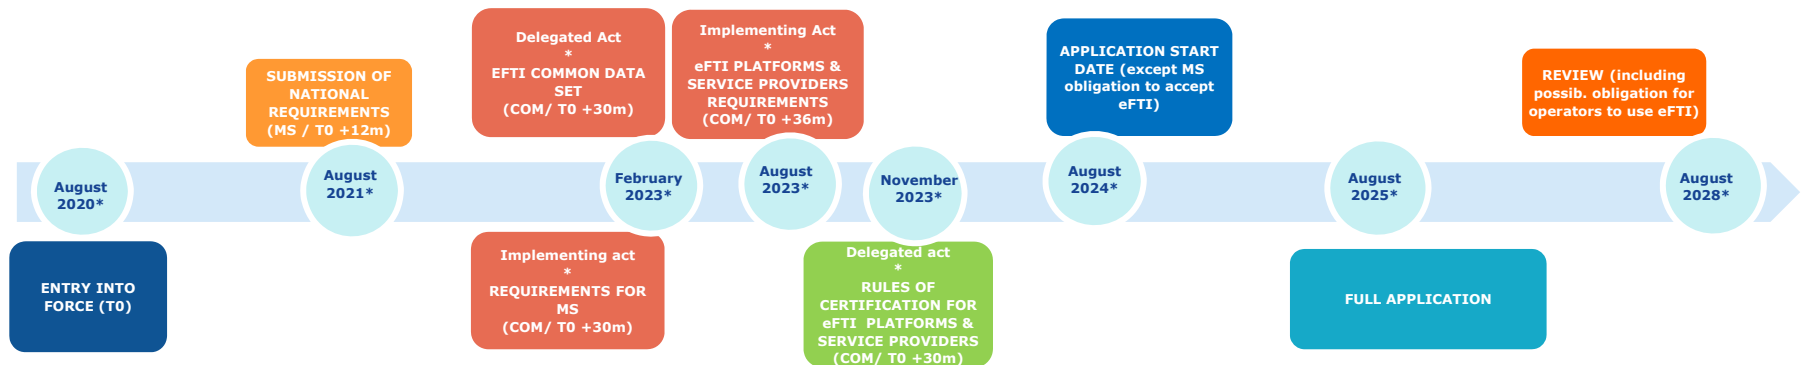 SUBMISSION OF
NATIONAL
REQUIREMENTS
(MS / T0 +12m)
Delegated Act
*
EFTI COMMON DATA
SET
(COM/ T0 +30m)
Implementing Act
*
eFTI PLATFORMS &
SERVICE PROVIDERS
REQUIREMENTS
(COM/ T0 +36m)
APPLICATION START
DATE (except MS
obligation to accept
eFTI)
REVIEW (including
possib. obligation for
operators to use eFTI)
August
2020*
August
2021*
February
2023*
August
2023*
November
2023*
August
2024*
August
2025*
August
2028*
ENTRY INTO
FORCE (T0)
Implementing act
*
REQUIREMENTS FOR
MS
(COM/ T0 +30m)
Delegated act
*
RULES OF
CERTIFICATION FOR
eFTI PLATFORMS &
SERVICE PROVIDERS
(COM/ T0 +30m)
FULL APPLICATION